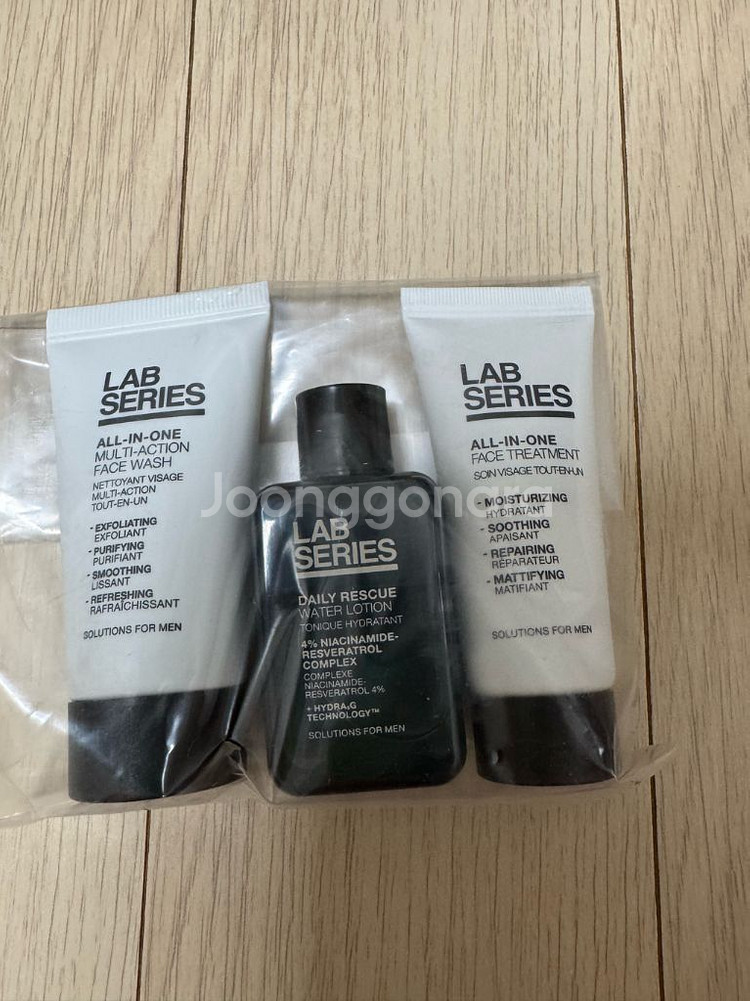 LAB
SERIES
ALL-IN-ONE
MULTI-ACTION
FACE WASH
NETTOYANT VISAGE
MULTI-ACTION
TOUT-EN-UN
- EXFOLIATING
EXFOLIANT
- PURIFYING
PURIFIANT
- SMOOTHING
LISSANT
- REFRESHING
RAFRAÎCHISSANT
SOLUTIONS FOR MEN
LAB
SERIES
DAILY RESCUE
WATER LOTION
TONIQUE HYDRATANT
4% NIACINAMIDE-
RESVERATROL
COMPLEX
COMPLEXE
NIACINAMIDE-
RESVERATROL 4%
+ HYDRA₂G
TECHNOLOGY™
SOLUTIONS FOR MEN
LAB
SERIES
ALL-IN-ONE
FACE TREATMENT
SOIN VISAGE TOUT-EN-UN
- MOISTURIZING
HYDRATANT
- SOOTHING
APAISANT
- REPAIRING
RÉPARATEUR
- MATTIFYING
MATIFIANT
SOLUTIONS FOR MEN
Joonggonara